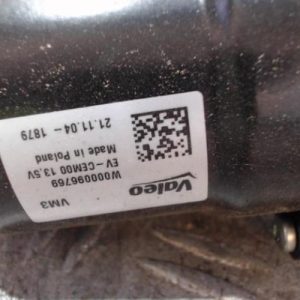 Valeo
VM3
W000096769
EV-CEM00 13.5V
Made in Poland
21.11.04 - 1879